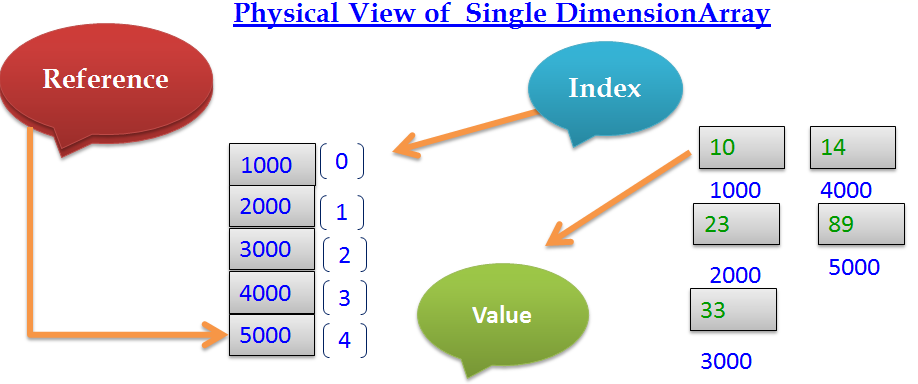 Physical View of Single DimensionArray
Reference
Index
1000 0
2000 1
3000 2
4000 3
5000 4
Value
10 14
1000 4000
23 89
2000 5000
33
3000